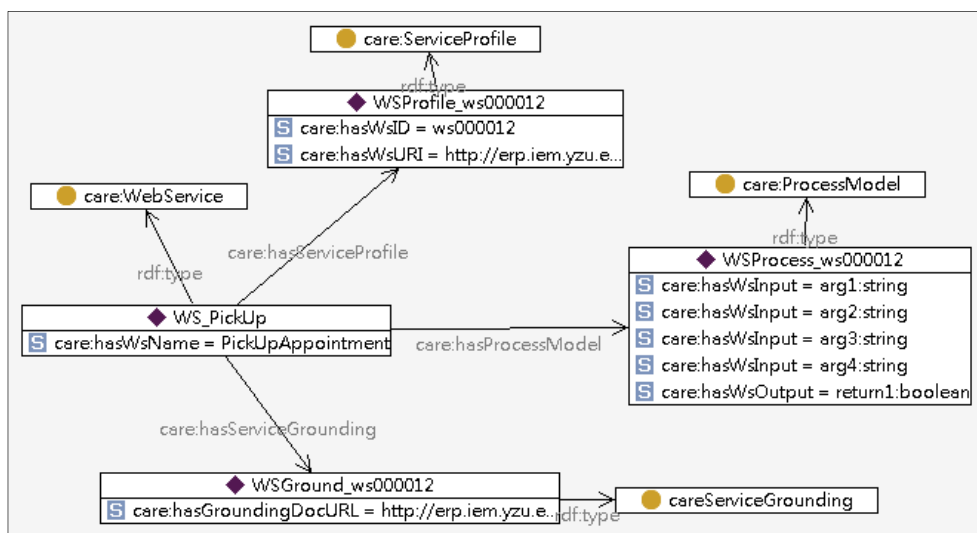 care:ServiceProfile
rdf:type
WSProfile_ws000012
care:hasWsID = ws000012
care:hasWsURI = http://erp.iem.yzu.e...
care:WebService
care:ProcessModel
rdf:type
care:hasServiceProfile
rdf:type
WSProcess_ws000012
care:hasWsInput = arg1:string
care:hasWsInput = arg2:string
care:hasWsInput = arg3:string
care:hasWsInput = arg4:string
care:hasWsOutput = return1:boolean
WS_PickUp
care:hasWsName = PickUpAppointment
care:hasProcessModel
care:hasServiceGrounding
WSGround_ws000012
care:hasGroundingDocURL = http://erp.iem.yzu.e...
rdf:type
careServiceGrounding